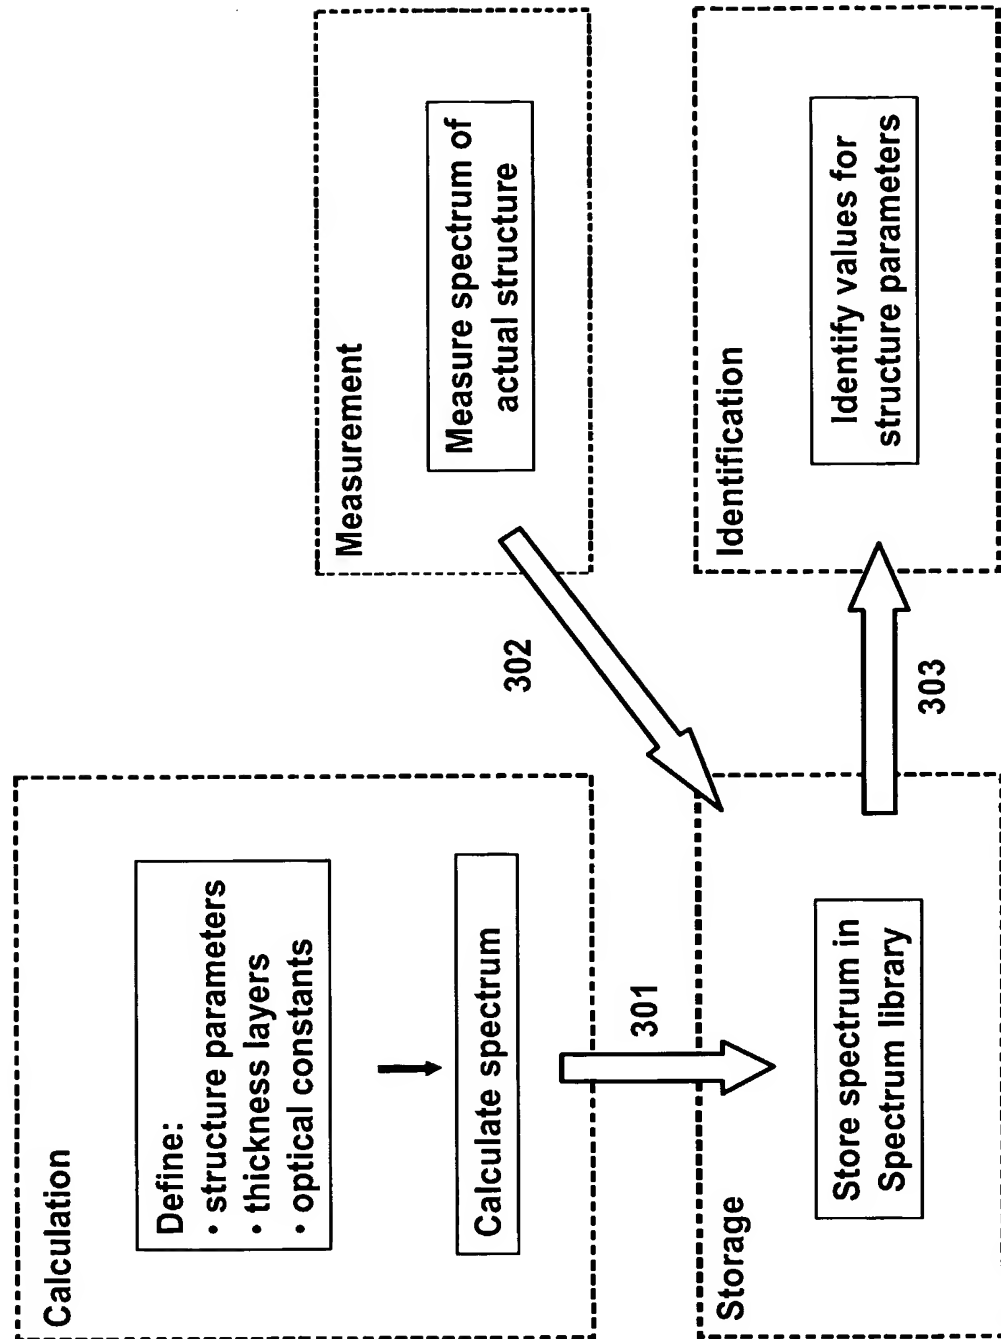 Calculation
Define:
• structure parameters
• thickness layers
• optical constants
Calculate spectrum
301
Storage
Store spectrum in
Spectrum library
302
Measurement
Measure spectrum of
actual structure
303
Identification
Identify values for
structure parameters